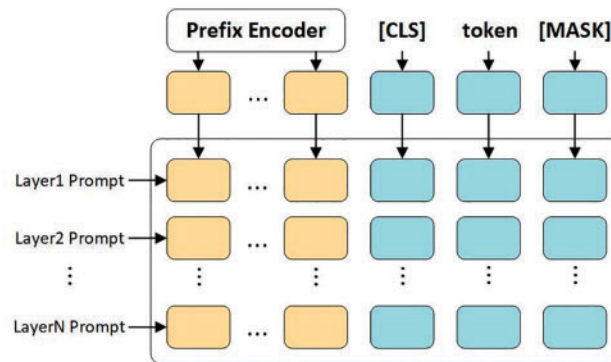 Prefix Encoder [CLS] token [MASK]
...
Layer1 Prompt ...
Layer2 Prompt ...
LayerN Prompt ...